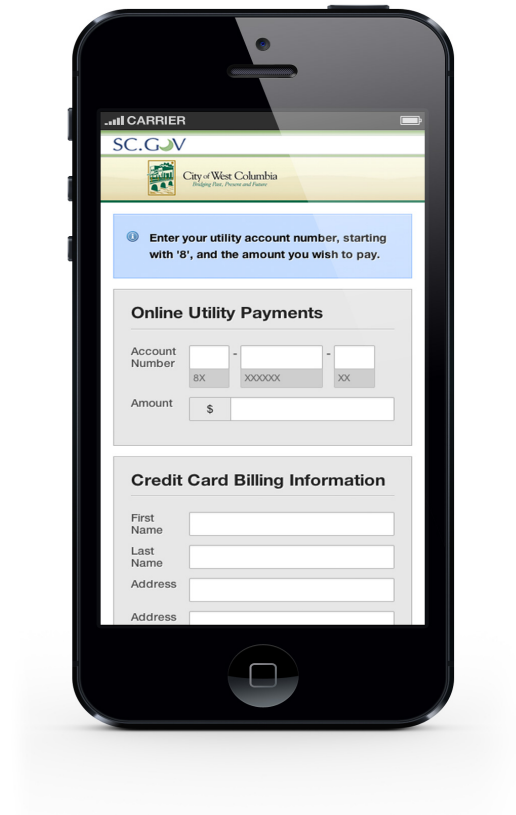 CARRIER
SC.GOV
City of West Columbia
Bridging Past, Present and Future
Enter your utility account number, starting
with '8', and the amount you wish to pay.
Online Utility Payments
Account
Number
- -
8X XXXXXX XX
Amount $
Credit Card Billing Information
First
Name
Last
Name
Address
Address